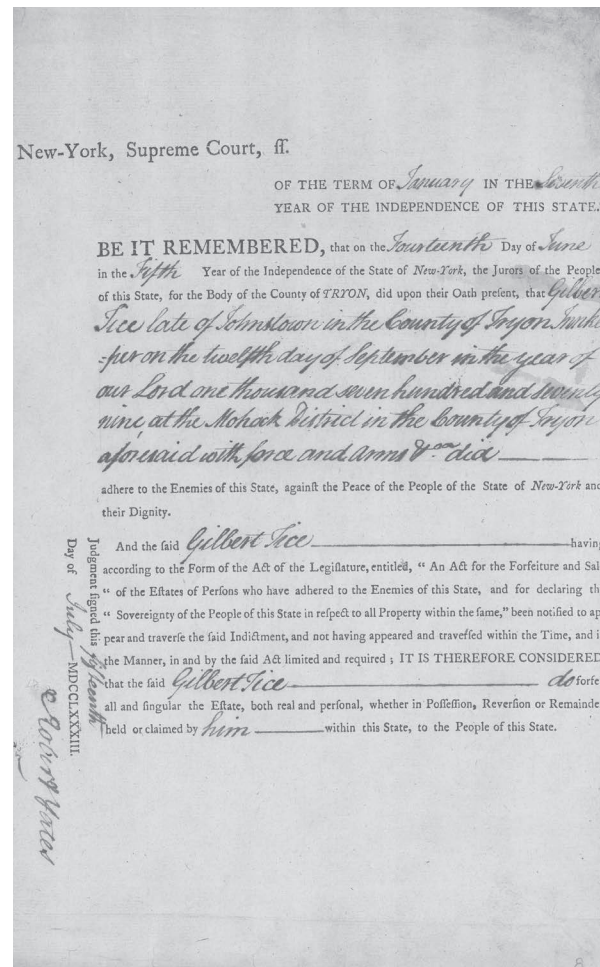 New-York, Supreme Court, ſſ.
OF THE TERM OF January IN THE Seventh
YEAR OF THE INDEPENDENCE OF THIS STATE.
BE IT REMEMBERED, that on the Fourteenth Day of June
in the Fifth Year of the Independence of the State of New-York, the Jurors of the People
of this State, for the Body of the County of TRYON, did upon their Oath preſent, that Gilbert
Tice late of Johnstown in the County of Tryon Innke
-per on the twelfth day of September in the year of
our Lord one thousand seven hundred and seventy
nine, at the Mohock District in the County of Tryon
aforesaid with force and arms &ca did
adhere to the Enemies of this State, againſt the Peace of the People of the State of New-York and
their Dignity.
And the ſaid Gilbert Tice having
according to the Form of the Act of the Legiſlature, entitled, “ An Act for the Forfeiture and Sal
“ of the Eſtates of Perſons who have adhered to the Enemies of this State, and for declaring th
“ Sovereignty of the People of this State in reſpect to all Property within the ſame,” been notified to ap
pear and traverſe the ſaid Indictment, and not having appeared and traverſed within the Time, and i
the Manner, in and by the ſaid Act limited and required ; IT IS THEREFORE CONSIDERED
that the ſaid Gilbert Tice do forfe
all and ſingular the Eſtate, both real and perſonal, whether in Poſſeſſion, Reverſion or Remainde
held or claimed by him within this State, to the People of this State.
Judgment ſigned this fifteenth
Day of July MDCCLXXXIII.
Robert Yates
8